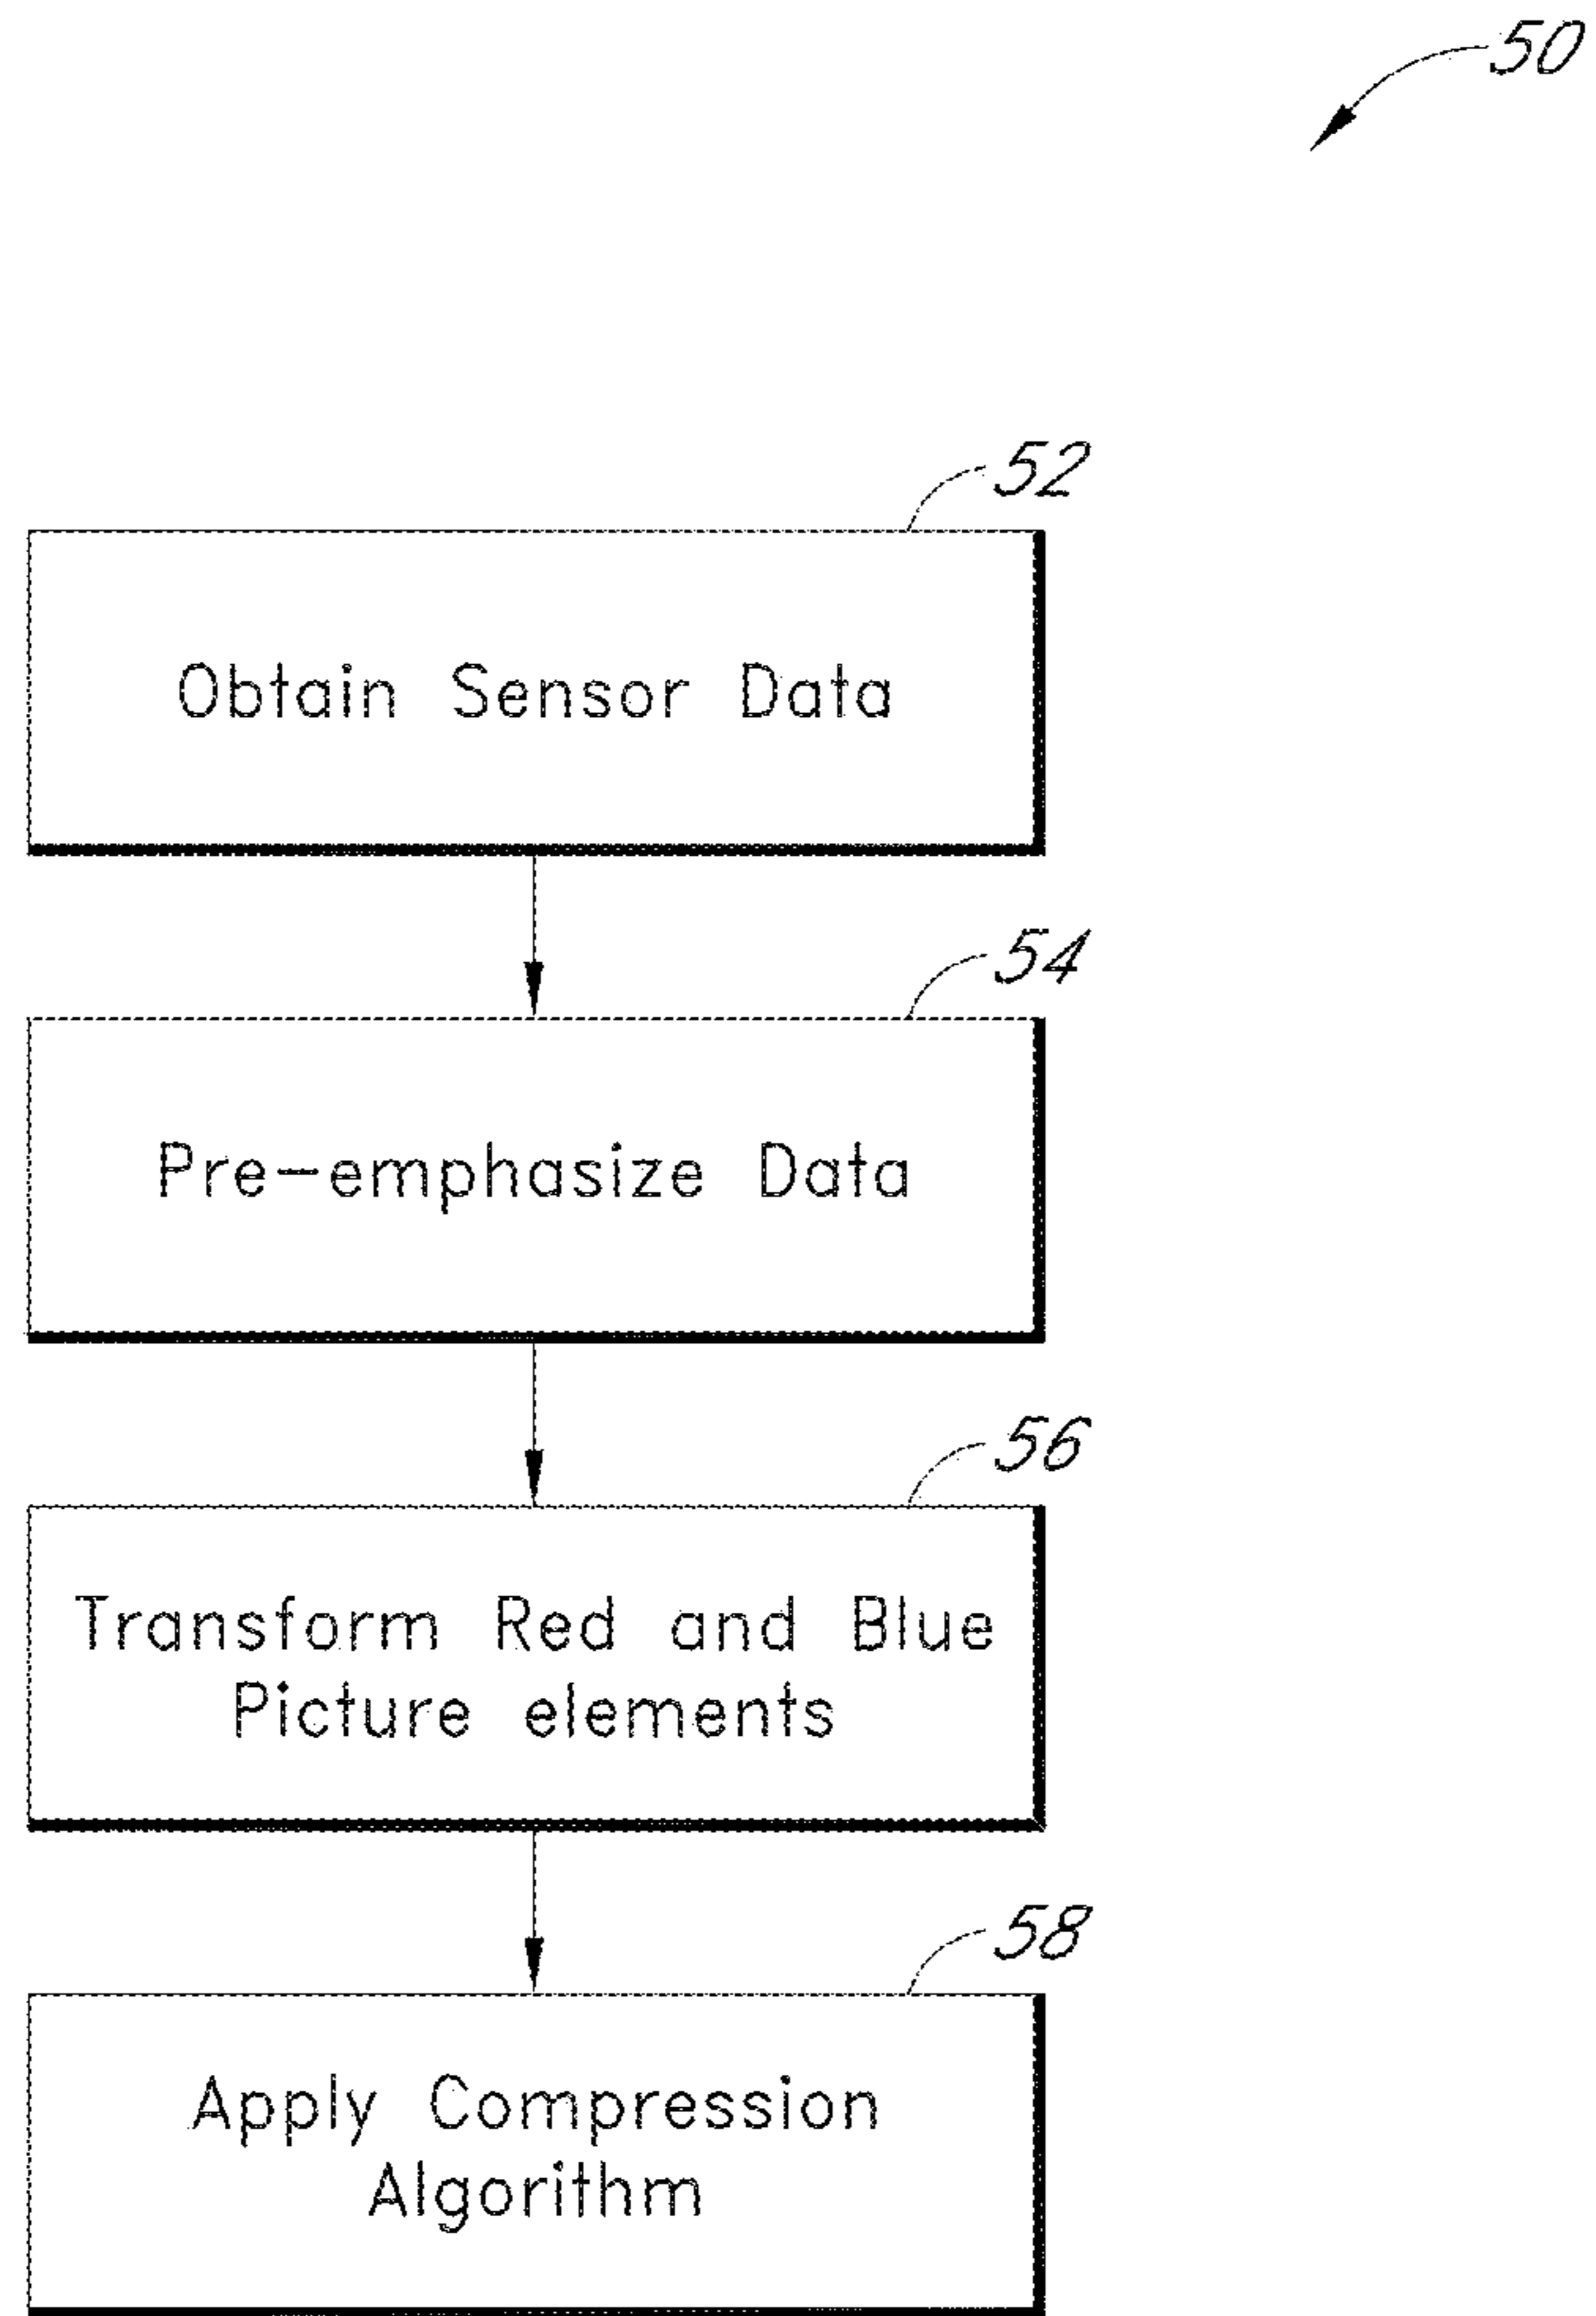 50
52
Obtain Sensor Data
54
Pre-emphasize Data
56
Transform Red and Blue
Picture elements
58
Apply Compression
Algorithm